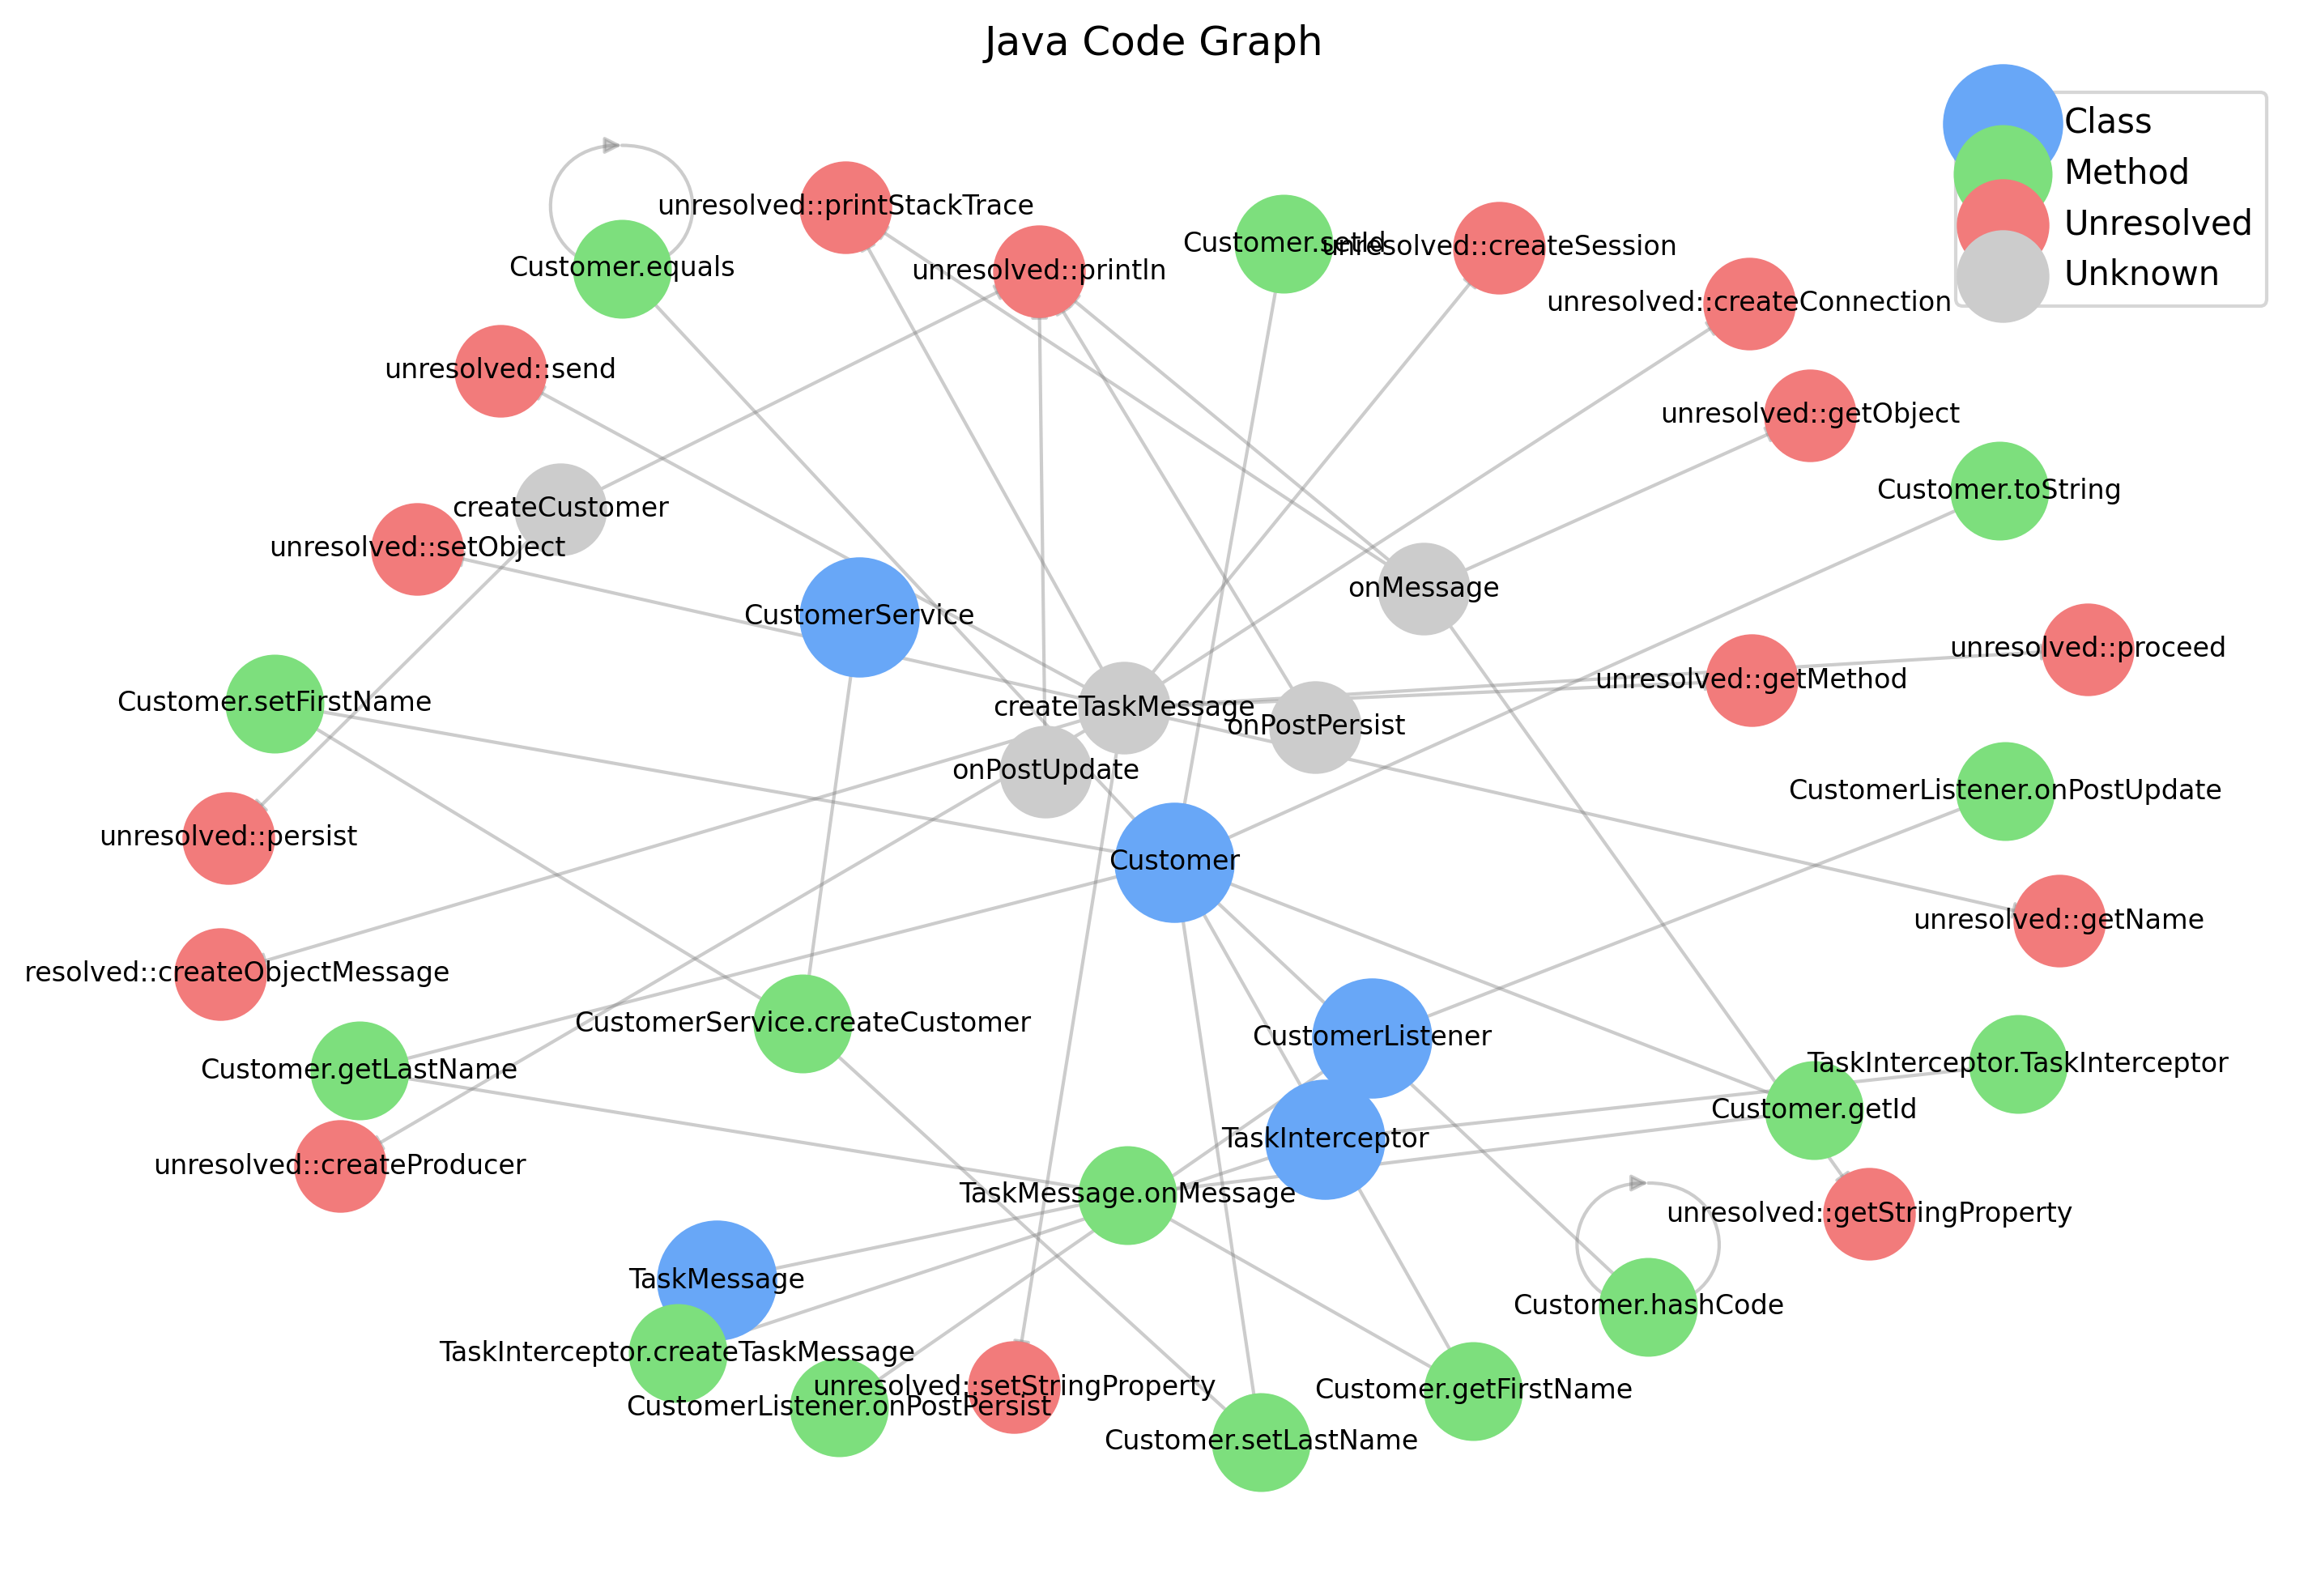 Java Code Graph
Class
Method
Unresolved
Unknown
unresolved::printStackTrace
Customer.equals
unresolved::println
Customer.setId
unresolved::createSession
unresolved::createConnection
unresolved::send
unresolved::getObject
createCustomer
Customer.toString
unresolved::setObject
onMessage
CustomerService
unresolved::proceed
unresolved::getMethod
Customer.setFirstName
createTaskMessage
onPostPersist
onPostUpdate
CustomerListener.onPostUpdate
unresolved::persist
Customer
unresolved::getName
resolved::createObjectMessage
CustomerService.createCustomer
CustomerListener
Customer.getLastName
TaskInterceptor.TaskInterceptor
Customer.getId
TaskInterceptor
unresolved::createProducer
TaskMessage.onMessage
unresolved::getStringProperty
TaskMessage
Customer.hashCode
TaskInterceptor.createTaskMessage
unresolved::setStringProperty
Customer.getFirstName
CustomerListener.onPostPersist
Customer.setLastName